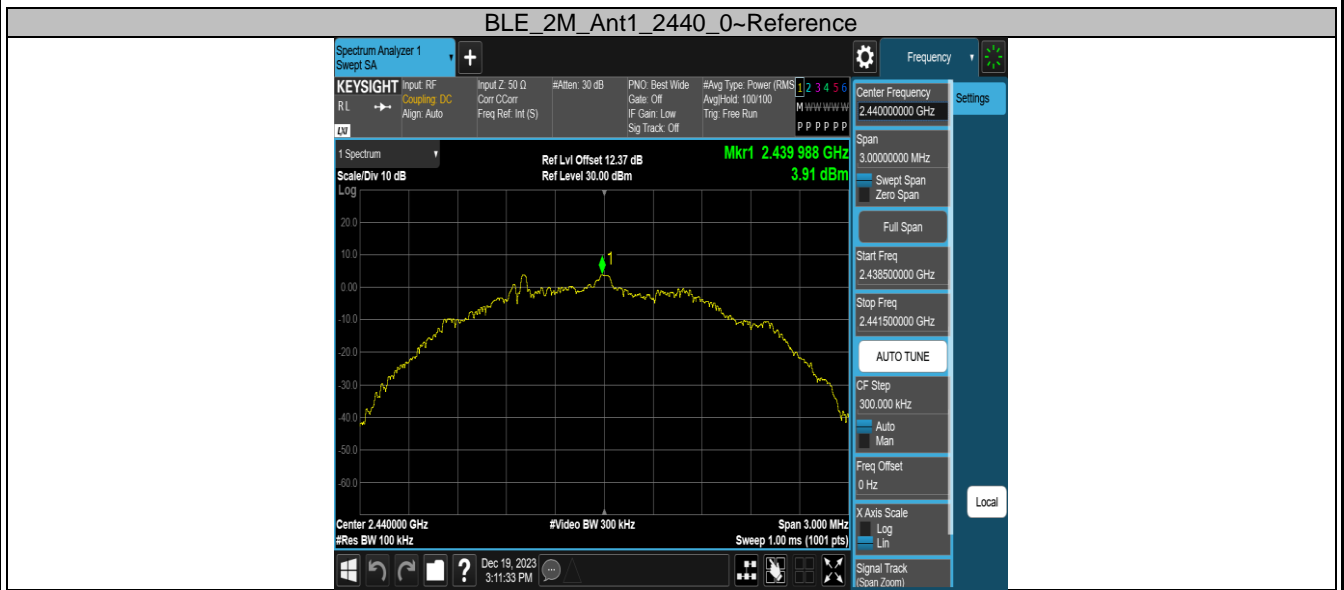 BLE_2M_Ant1_2440_0~Reference
Spectrum Analyzer 1
Swept SA
+
Frequency
KEYSIGHT
RL
LXI
Input: RF
Coupling: DC
Align: Auto
Input Z: 50 Ω
Corr CCorr
Freq Ref: Int (S)
#Atten: 30 dB
PNO: Best Wide
Gate: Off
IF Gain: Low
Sig Track: Off
#Avg Type: Power (RMS
Avg|Hold: 100/100
Trig: Free Run
1 2 3 4 5 6
M W W W W W
P P P P P P
1 Spectrum
Scale/Div 10 dB
Log
Ref Lvl Offset 12.37 dB
Ref Level 30.00 dBm
Mkr1 2.439 988 GHz
3.91 dBm
20.0
10.0
0.00
-10.0
-20.0
-30.0
-40.0
-50.0
-60.0
1
Center 2.440000 GHz
#Res BW 100 kHz
#Video BW 300 kHz
Span 3.000 MHz
Sweep 1.00 ms (1001 pts)
Center Frequency
2.440000000 GHz
Settings
Span
3.00000000 MHz
Swept Span
Zero Span
Full Span
Start Freq
2.438500000 GHz
Stop Freq
2.441500000 GHz
AUTO TUNE
CF Step
300.000 kHz
Auto
Man
Freq Offset
0 Hz
X Axis Scale
Log
Lin
Signal Track
(Span Zoom)
Local
?
Dec 19, 2023
3:11:33 PM